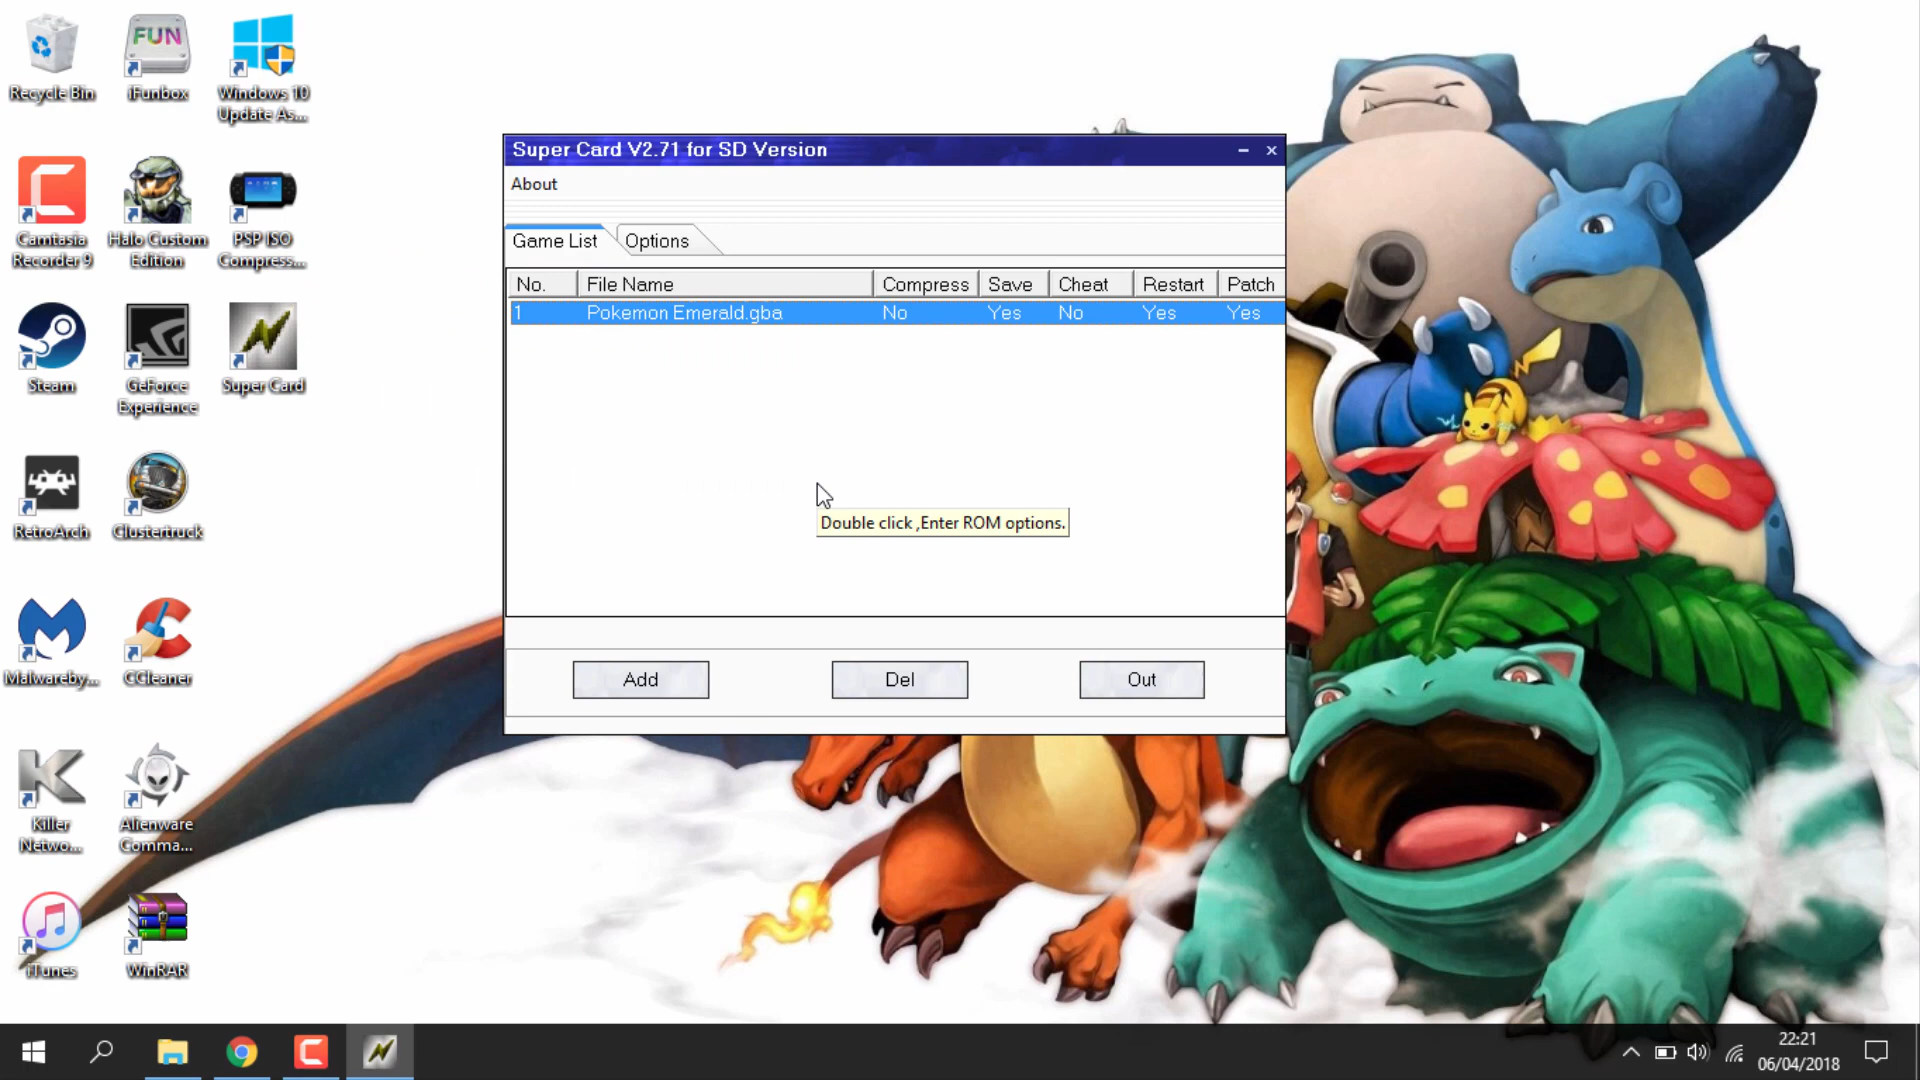 FUN
Recycle Bin
iFunbox
Windows 10
Update As...
Camtasia
Recorder 9
Halo Custom
Edition
PSP ISO
Compress...
Steam
GeForce
Experience
Super Card
RetroArch
Clustertruck
Malwareby...
CCleaner
Killer
Netwo...
Alienware
Comma...
iTunes
WinRAR
Super Card V2.71 for SD Version
About
Game List
Options
No. File Name Compress Save Cheat Restart Patch
1 Pokemon Emerald.gba No Yes No Yes Yes
Double click ,Enter ROM options.
Add
Del
Out
22:21
06/04/2018